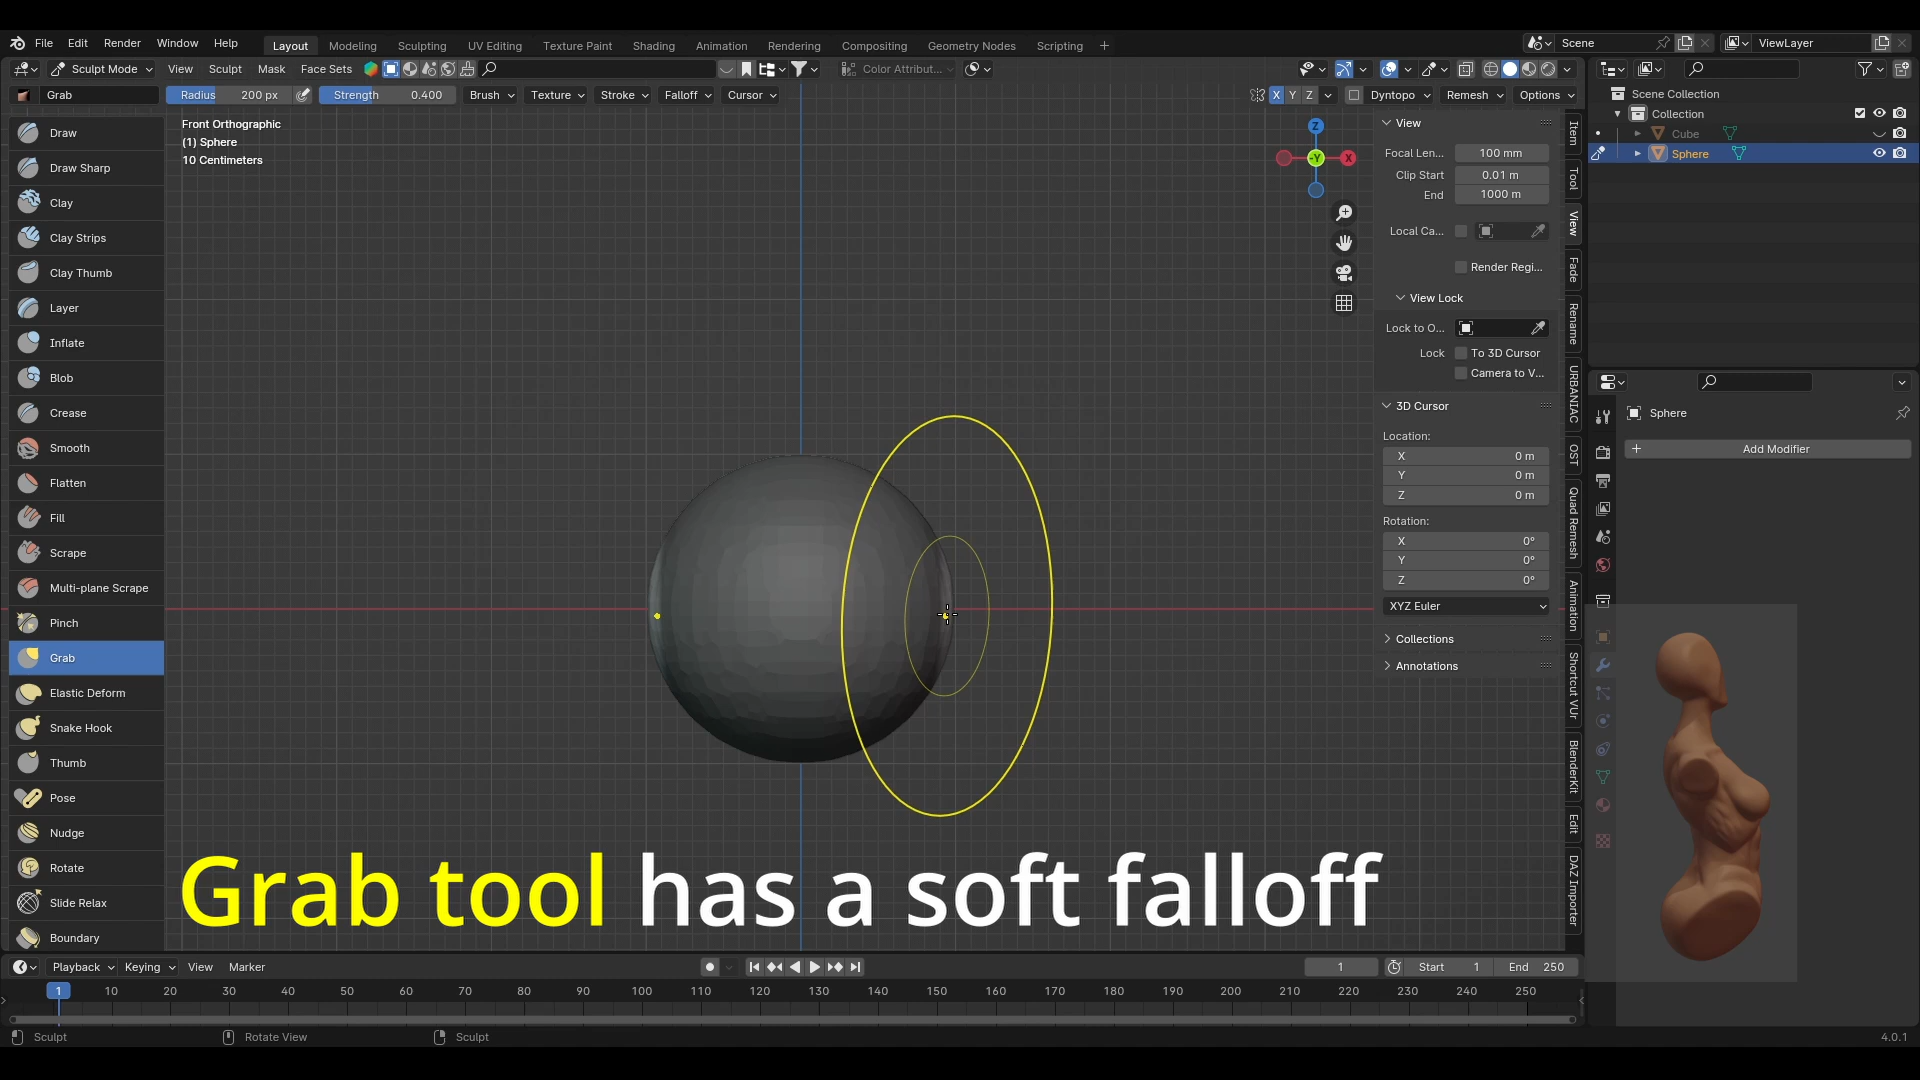 File Edit Render Window Help Layout Modeling Sculpting UV Editing Texture Paint Shading Animation Rendering Compositing Geometry Nodes Scripting + Scene ViewLayer
Sculpt Mode View Sculpt Mask Face Sets Color Attribut...
Grab Radius 200 px Strength 0.400 Brush Texture Stroke Falloff Cursor X Y Z Dyntopo Remesh Options
Draw
Draw Sharp
Clay
Clay Strips
Clay Thumb
Layer
Inflate
Blob
Crease
Smooth
Flatten
Fill
Scrape
Multi-plane Scrape
Pinch
Grab
Elastic Deform
Snake Hook
Thumb
Pose
Nudge
Rotate
Slide Relax
Boundary
Front Orthographic
(1) Sphere
10 Centimeters
Z
-Y X
View
Focal Len... 100 mm
Clip Start 0.01 m
End 1000 m
Local Ca...
Render Regi...
View Lock
Lock to O...
Lock To 3D Cursor
Camera to V...
3D Cursor
Location:
X 0 m
Y 0 m
Z 0 m
Rotation:
X 0°
Y 0°
Z 0°
XYZ Euler
Collections
Annotations
Item
Tool
View
Fade
Rename
URBANIAC
OST
Quad Remesh
Animation
Shortcut VUr
BlenderKit
Edit
DAZ Importer
Scene Collection
Collection
Cube
Sphere
Sphere
+ Add Modifier
Grab tool has a soft falloff
Playback Keying View Marker 1 Start 1 End 250
1 10 20 30 40 50 60 70 80 90 100 110 120 130 140 150 160 170 180 190 200 210 220 230 240 250
Sculpt Rotate View Sculpt 4.0.1